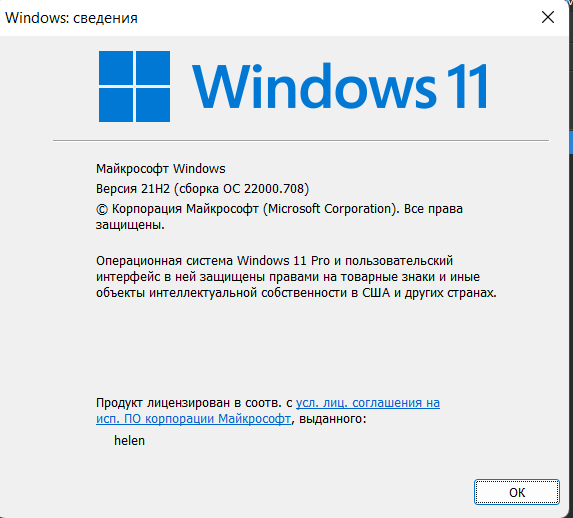 Windows: сведения
Windows 11
Майкрософт Windows
Версия 21H2 (сборка ОС 22000.708)
© Корпорация Майкрософт (Microsoft Corporation). Все права
защищены.
Операционная система Windows 11 Pro и пользовательский
интерфейс в ней защищены правами на товарные знаки и иные
объекты интеллектуальной собственности в США и других странах.
Продукт лицензирован в соотв. с усл. лиц. соглашения на
исп. ПО корпорации Майкрософт, выданного:
helen
ОК